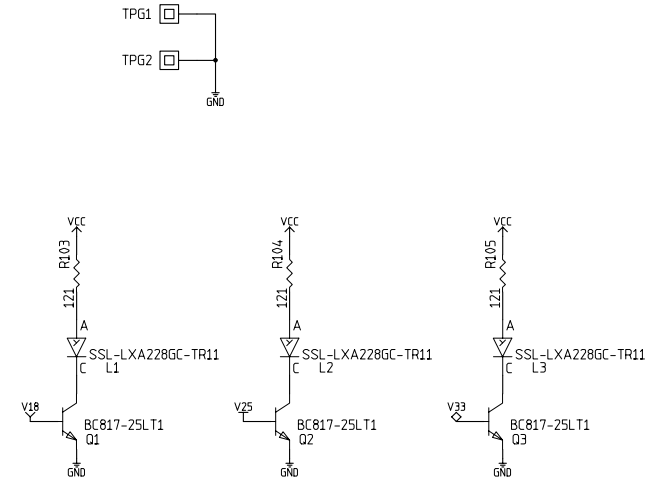 TPG1
TPG2
GND
VCC
R103
121
A
SSL-LXA228GC-TR11
C
L1
V18
BC817-25LT1
Q1
GND
VCC
R104
121
A
SSL-LXA228GC-TR11
C
L2
V25
BC817-25LT1
Q2
GND
VCC
R105
121
A
SSL-LXA228GC-TR11
C
L3
V33
BC817-25LT1
Q3
GND